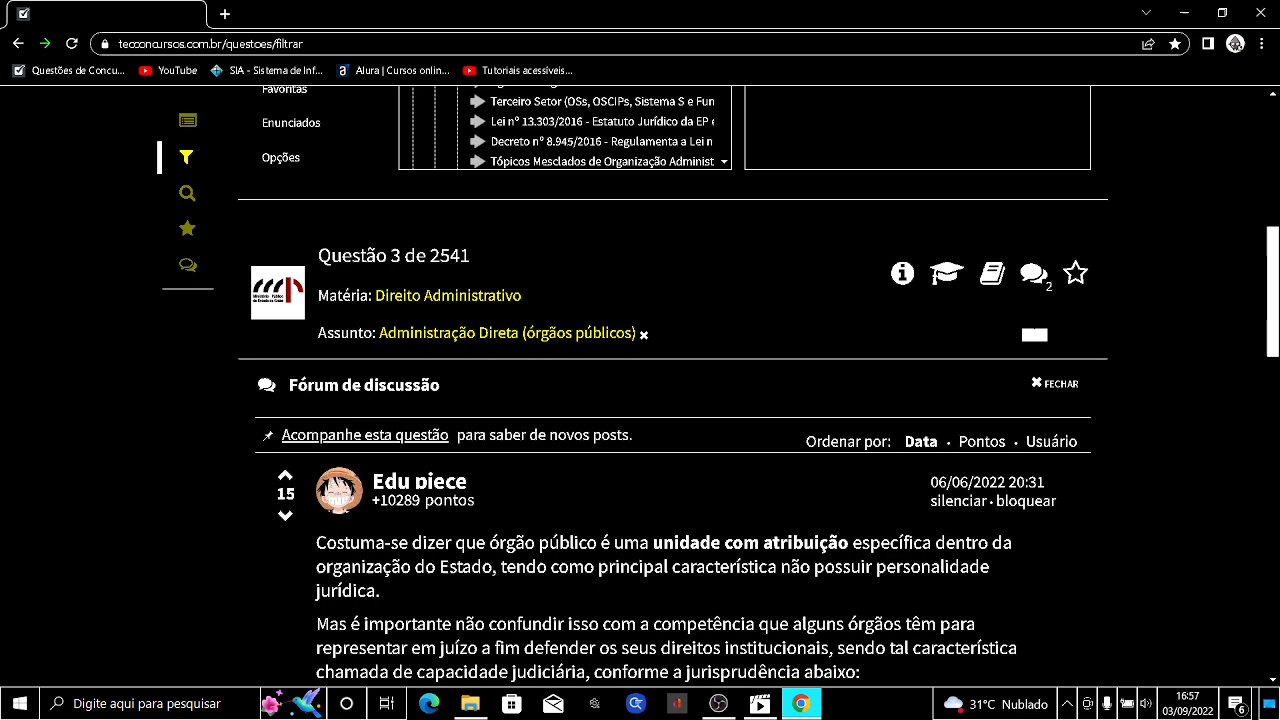 tecconcursos.com.br/questoes/filtrar
Questões de Concu...
YouTube
SIA - Sistema de Inf...
Alura | Cursos onlin...
Tutoriais acessíveis...
Favoritas
Enunciados
Opções
Terceiro Setor (OSs, OSCIPs, Sistema S e Fun
Lei nº 13.303/2016 - Estatuto Jurídico da EP e
Decreto nº 8.945/2016 - Regulamenta a Lei n
Tópicos Mesclados de Organização Administ
Questão 3 de 2541
Matéria: Direito Administrativo
2
Assunto: Administração Direta (órgãos públicos)
Fórum de discussão
FECHAR
Acompanhe esta questão para saber de novos posts.
Ordenar por: Data • Pontos • Usuário
15
Edu piece
+10289 pontos
06/06/2022 20:31
silenciar • bloquear
Costuma-se dizer que órgão público é uma unidade com atribuição específica dentro da
organização do Estado, tendo como principal característica não possuir personalidade
jurídica.
Mas é importante não confundir isso com a competência que alguns órgãos têm para
representar em juízo a fim defender os seus direitos institucionais, sendo tal característica
chamada de capacidade judiciária, conforme a jurisprudência abaixo:
Digite aqui para pesquisar
31°C Nublado
16:57
03/09/2022
6